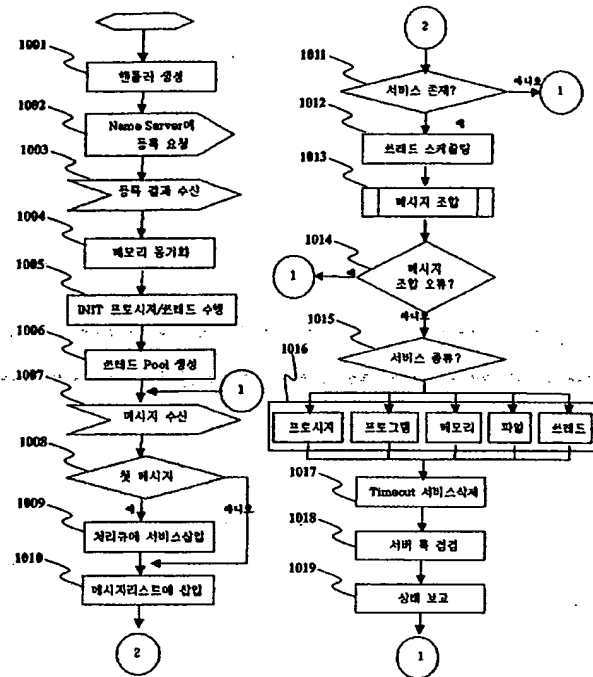 1001
핸들러 생성
1002
Name Server에
등록 요청
1003
등록 결과 수신
1004
메모리 동기화
1005
INIT 프로시저/쓰레드 수행
1006
쓰레드 Pool 생성
1
1007
메시지 수신
1008
첫 메시지
예
아니오
1009
처리큐에 서비스삽입
1010
메시지리스트에 삽입
2
2
1011
서비스 존재?
아니오
1
1012
예
쓰레드 스케쥴링
1013
메시지 조합
1014
메시지
조합 오류?
예
1
아니오
1015
서비스 종류?
1016
프로시저
프로그램
메모리
파일
쓰레드
1017
Timeout 서비스삭제
1018
서버 록 점검
1019
상태 보고
1